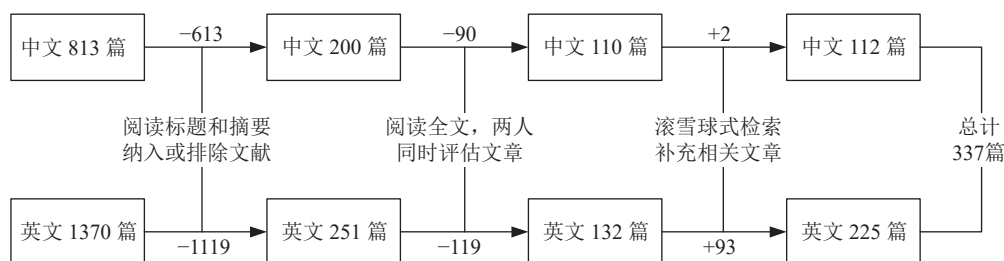 中文 813 篇
−613
中文 200 篇
−90
中文 110 篇
+2
中文 112 篇
阅读标题和摘要
纳入或排除文献
阅读全文，两人
同时评估文章
滚雪球式检索
补充相关文章
总计
337篇
英文 1370 篇
−1119
英文 251 篇
−119
英文 132 篇
+93
英文 225 篇